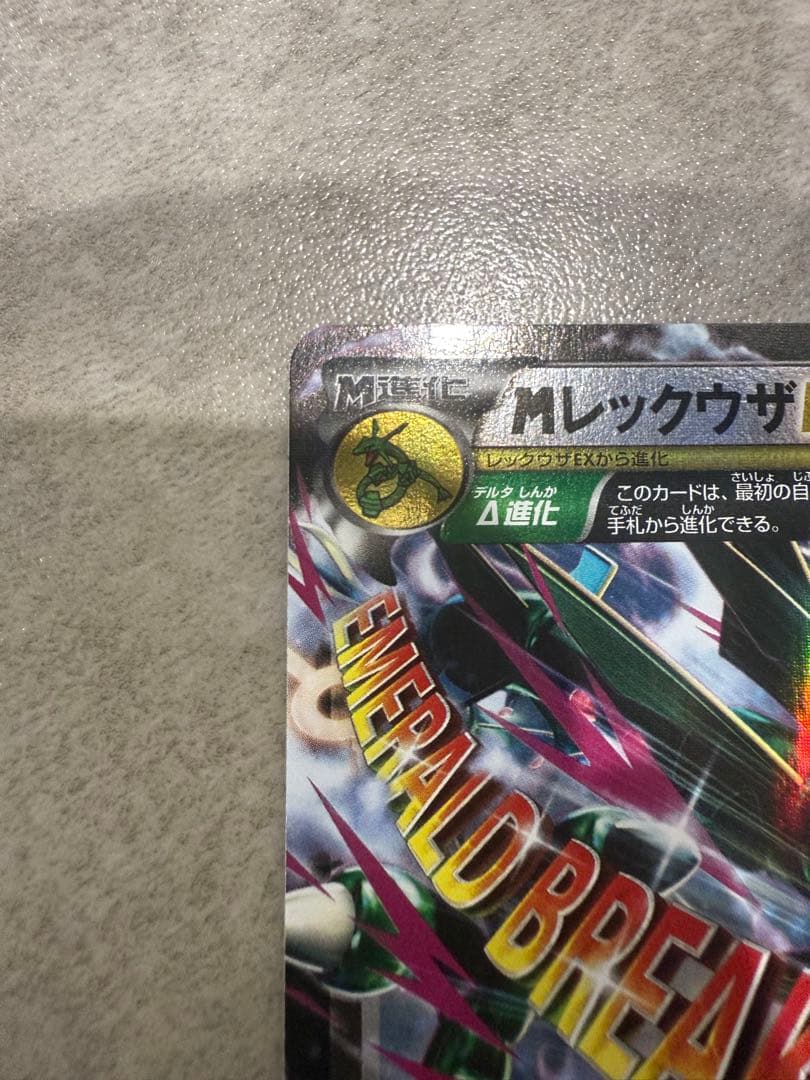 M進化
Mレックウザ
レックウザEXから進化
デルタ しんか
Δ進化
さいしょ
このカードは、最初の自
てふだ しんか
手札から進化できる。
EMERALD BREA